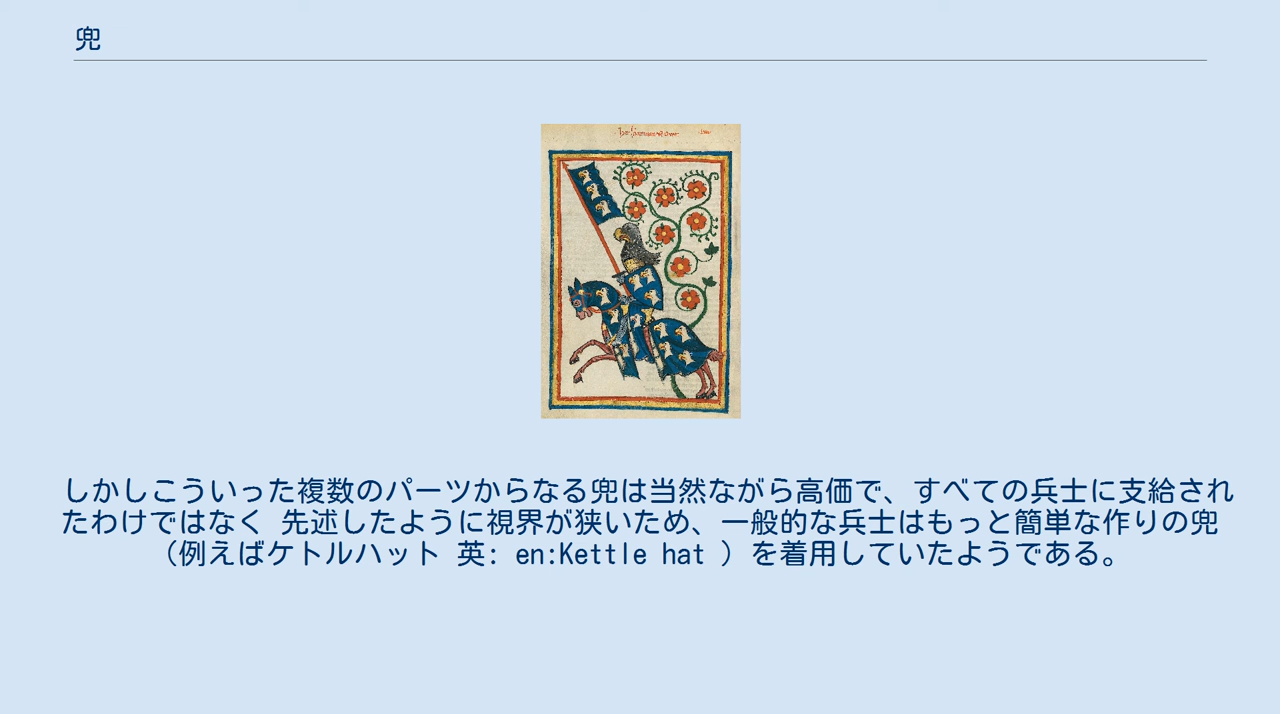 兜
しかしこういった複数のパーツからなる兜は当然ながら高価で、すべての兵士に支給され
たわけではなく 先述したように視界が狭いため、一般的な兵士はもっと簡単な作りの兜
（例えばケトルハット 英: en:Kettle hat ）を着用していたようである。